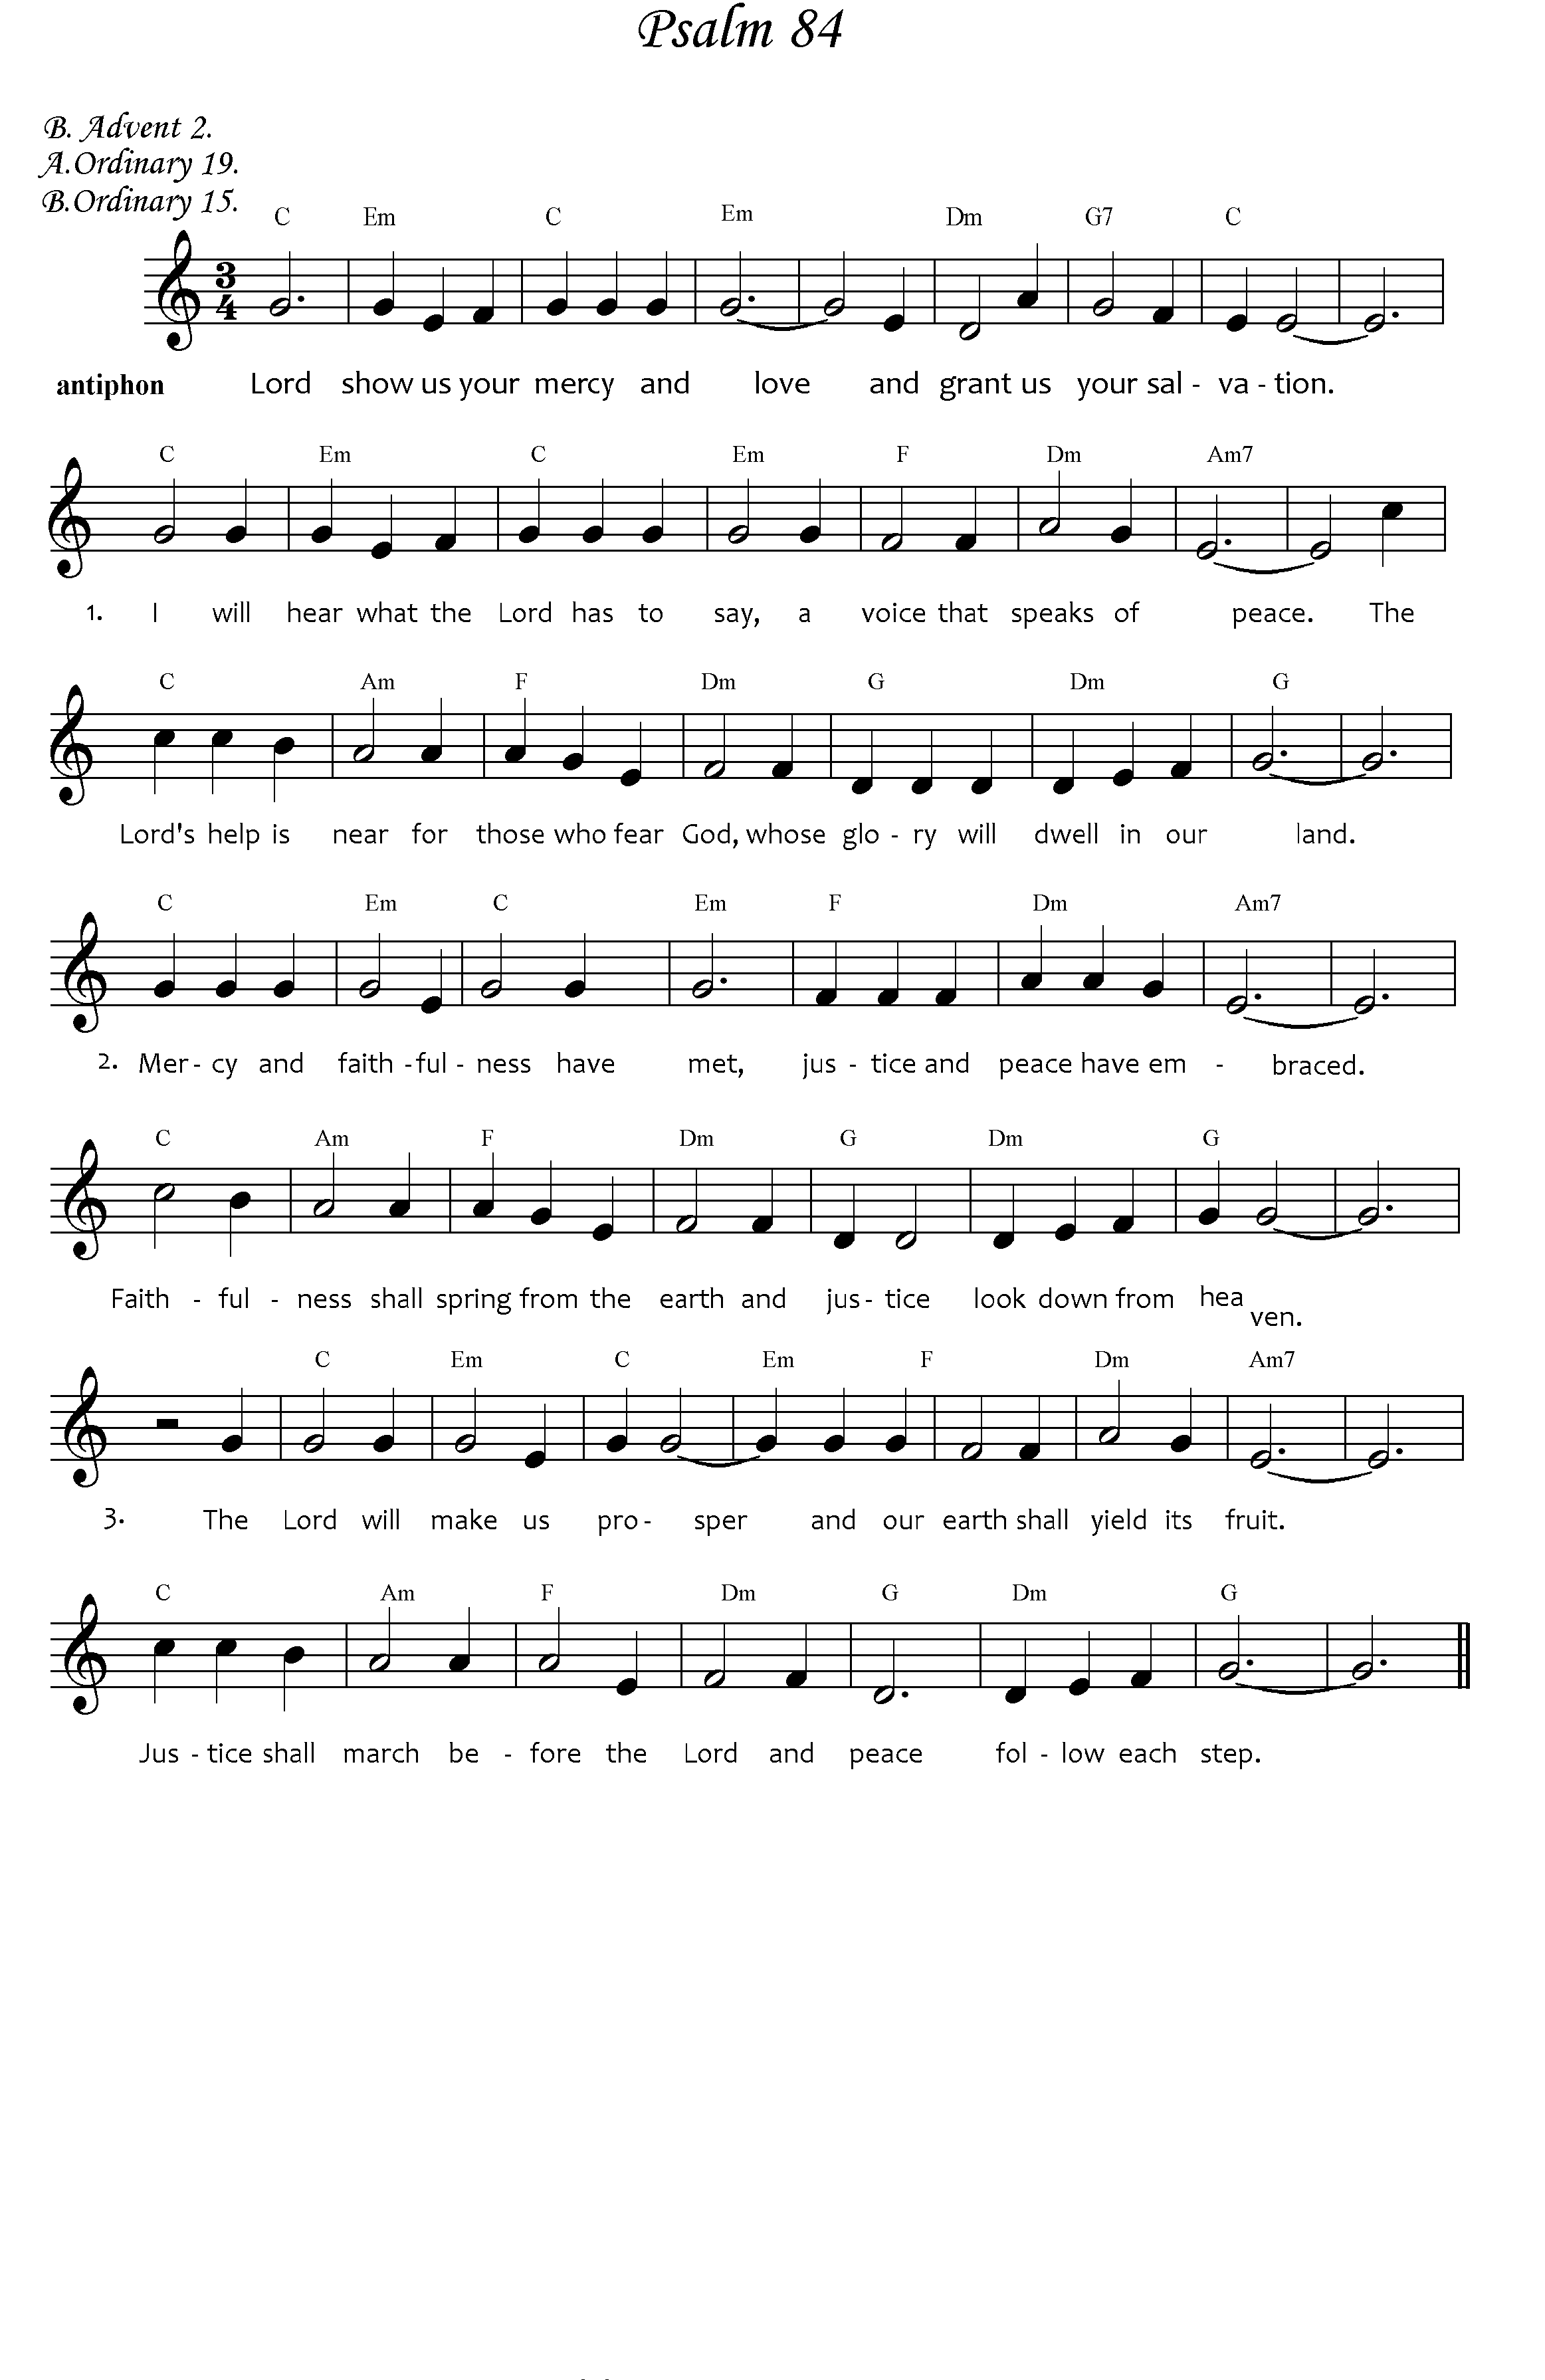 Psalm 84
B. Advent 2.
A.Ordinary 19.
B.Ordinary 15.
C Em C Em Dm G7 C
3
4
antiphon Lord show us your mercy and love and grant us your sal - va - tion.
C Em C Em F Dm Am7
1. I will hear what the Lord has to say, a voice that speaks of peace. The
C Am F Dm G Dm G
Lord's help is near for those who fear God, whose glo - ry will dwell in our land.
C Em C Em F Dm Am7
2. Mer - cy and faith - ful - ness have met, jus - tice and peace have em - braced.
C Am F Dm G Dm G
Faith - ful - ness shall spring from the earth and jus - tice look down from hea
ven.
C Em C Em F Dm Am7
3. The Lord will make us pro - sper and our earth shall yield its fruit.
C Am F Dm G Dm G
Jus - tice shall march be - fore the Lord and peace fol - low each step.